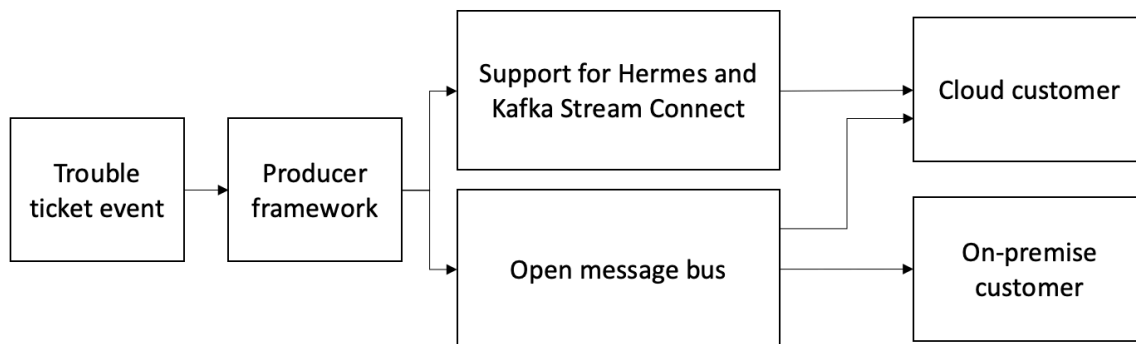 Trouble
ticket event
Producer
framework
Support for Hermes and
Kafka Stream Connect
Open message bus
Cloud customer
On-premise
customer